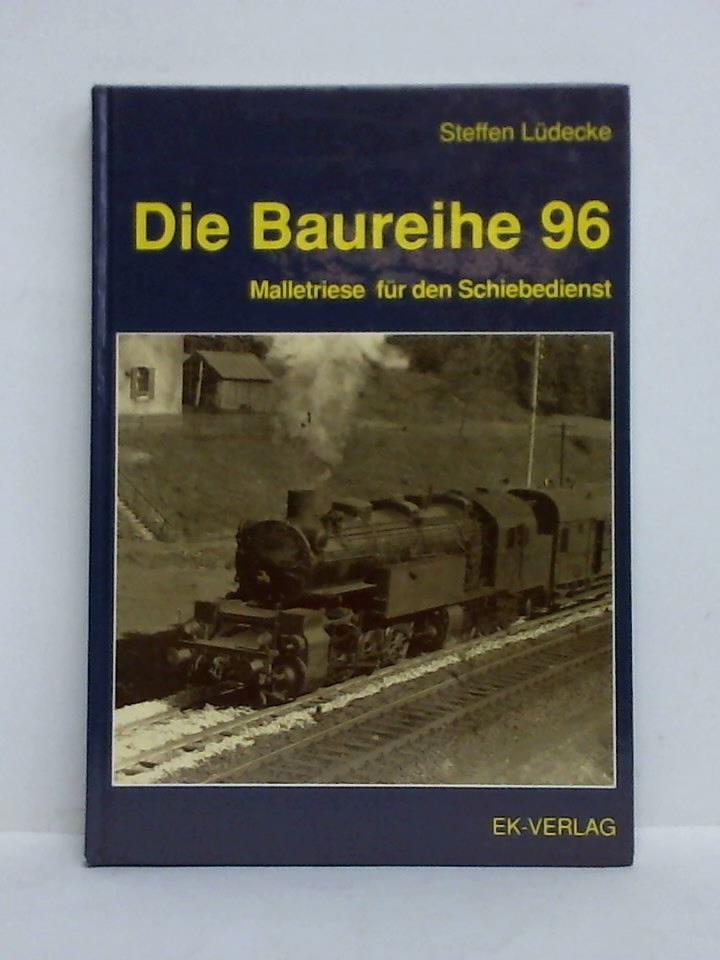 Steffen Lüdecke
Die Baureihe 96
Malletriese für den Schiebedienst
EK-VERLAG